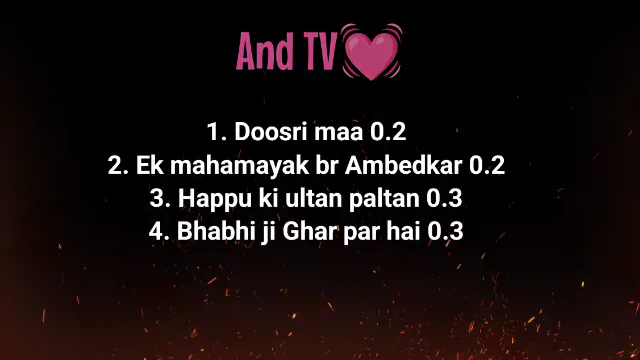 And TV💓
1. Doosri maa 0.2
2. Ek mahamayak br Ambedkar 0.2
3. Happu ki ultan paltan 0.3
4. Bhabhi ji Ghar par hai 0.3